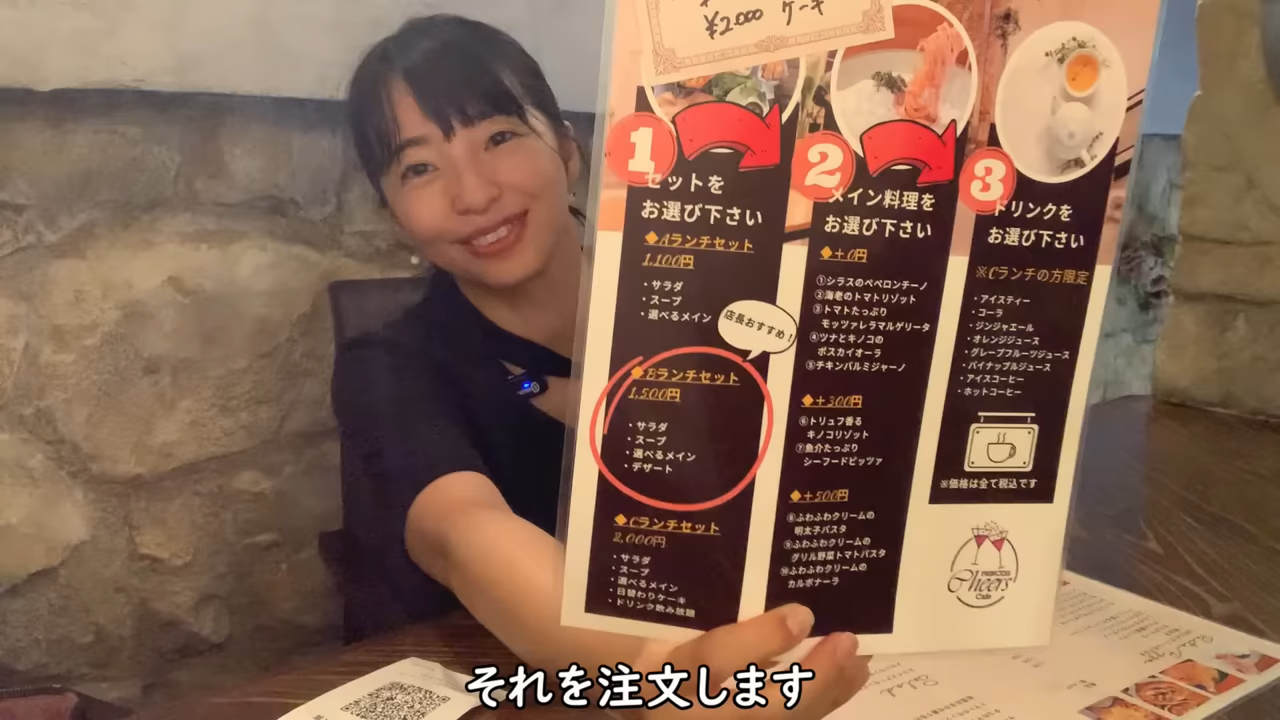 ¥2,000 ケーキ
1
セットを
お選び下さい
◆Aランチセット
1,100円
・サラダ
・スープ
・選べるメイン
店長おすすめ!
◆Bランチセット
1,500円
・サラダ
・スープ
・選べるメイン
・デザート
◆Cランチセット
2,000円
・サラダ
・スープ
・選べるメイン
・日替わりケーキ
・ドリンク飲み放題
2
メイン料理を
お選び下さい
◆+0円
①シラスのペペロンチーノ
②海老のトマトリゾット
③トマトたっぷり
モッツァレラマルゲリータ
④ツナとキノコの
ボスカイオーラ
⑤チキンパルミジャーノ
◆+300円
⑥トリュフ香る
キノコリゾット
⑦魚介たっぷり
シーフードピッツァ
◆+500円
⑧ふわふわクリームの
明太子パスタ
⑨ふわふわクリームの
グリル野菜トマトパスタ
⑩ふわふわクリームの
カルボナーラ
3
ドリンクを
お選び下さい
※Cランチの方限定
・アイスティー
・コーラ
・ジンジャエール
・オレンジジュース
・グレープフルーツジュース
・パイナップルジュース
・アイスコーヒー
・ホットコーヒー
※価格は全て税込です
PRINCESS
Cheers
Cafe
Salad
それを注文します